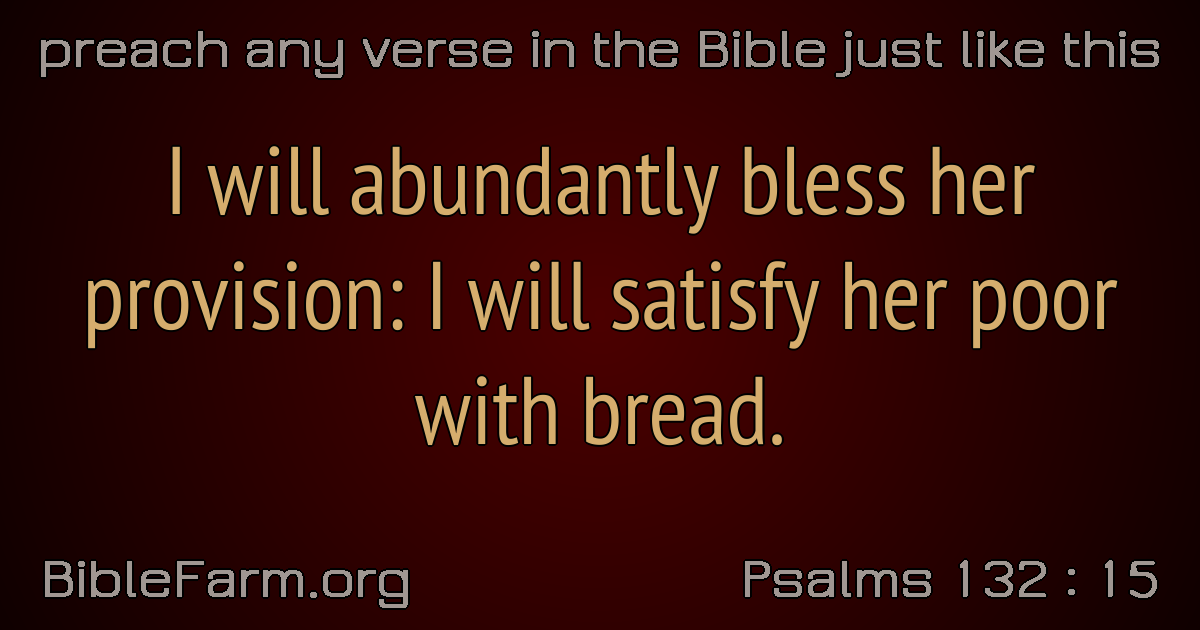 preach any verse in the Bible just like this
I will abundantly bless her
provision: I will satisfy her poor
with bread.
BibleFarm.org
Psalms 132 : 15